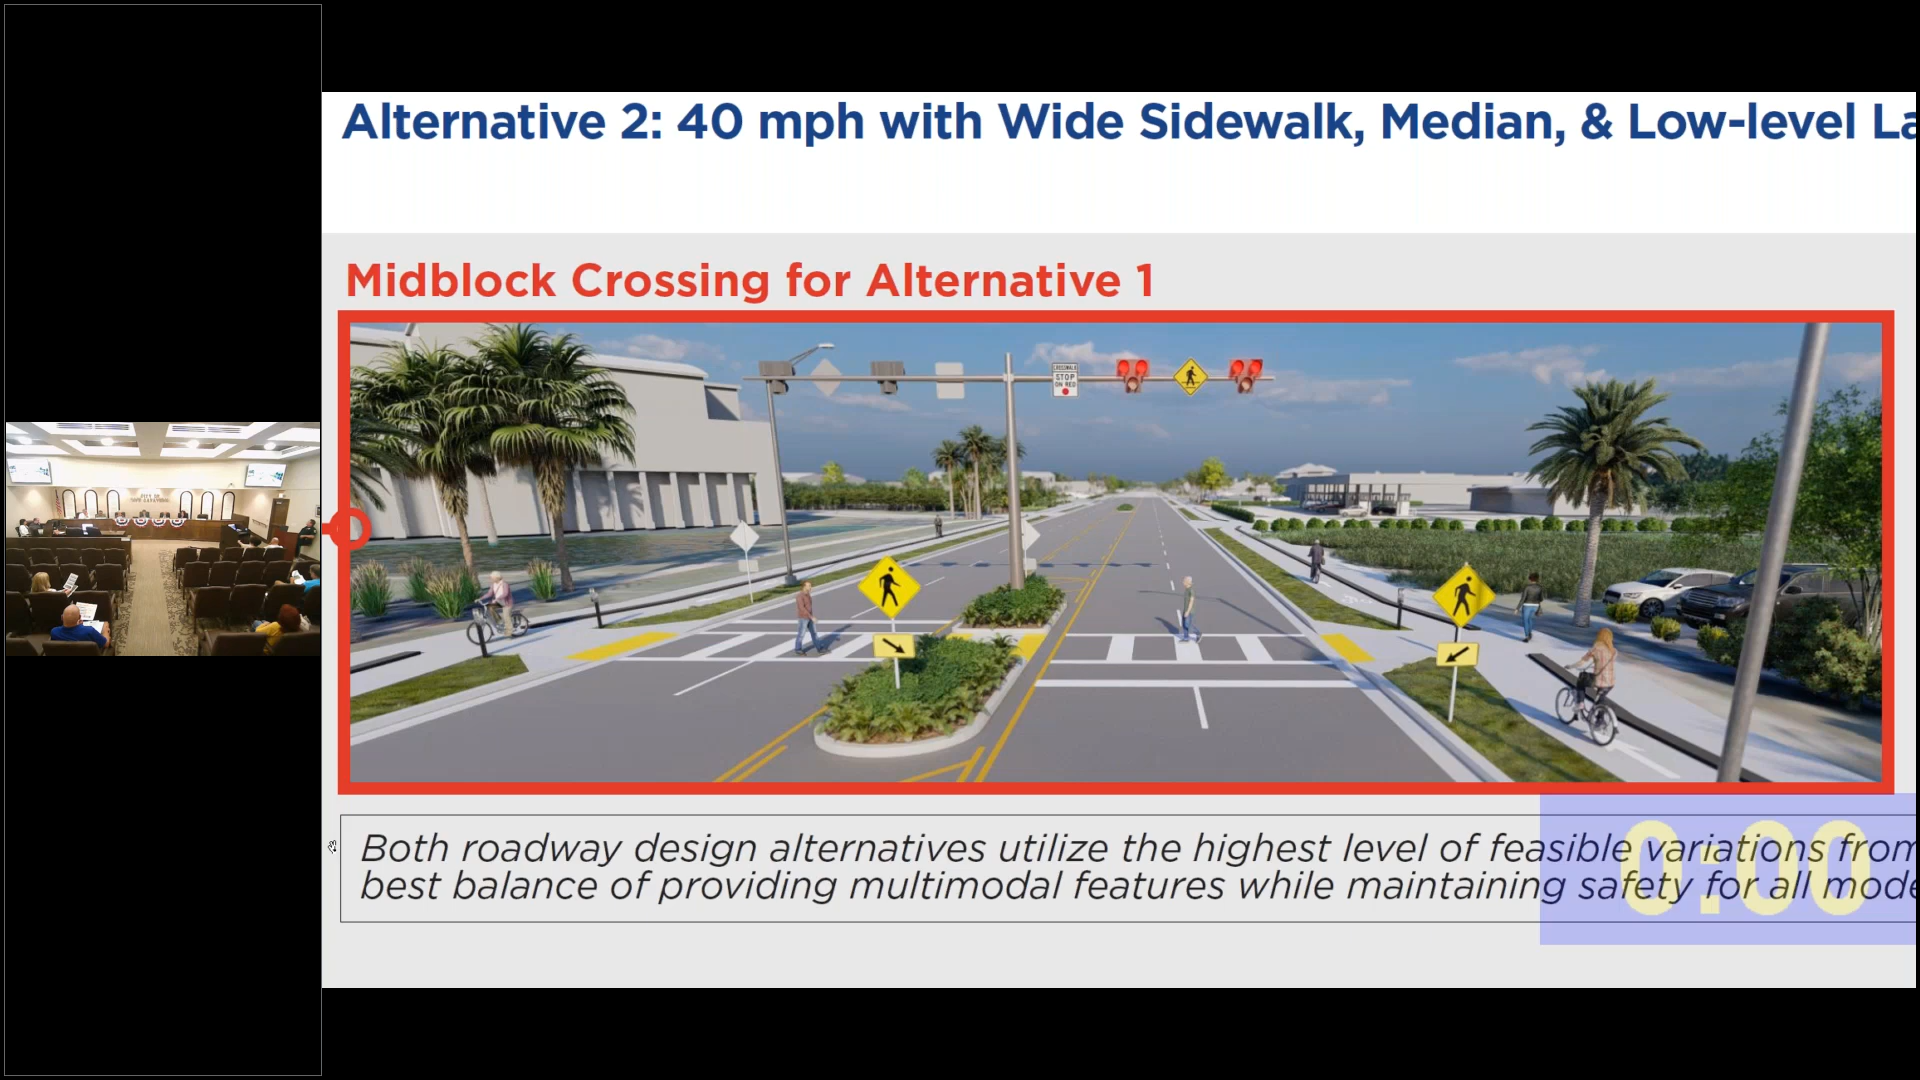 Alternative 2: 40 mph with Wide Sidewalk, Median, & Low-level La
Midblock Crossing for Alternative 1
CROSSWALK
STOP
ON RED
Both roadway design alternatives utilize the highest level of feasible variations from
best balance of providing multimodal features while maintaining safety for all mode
0:00